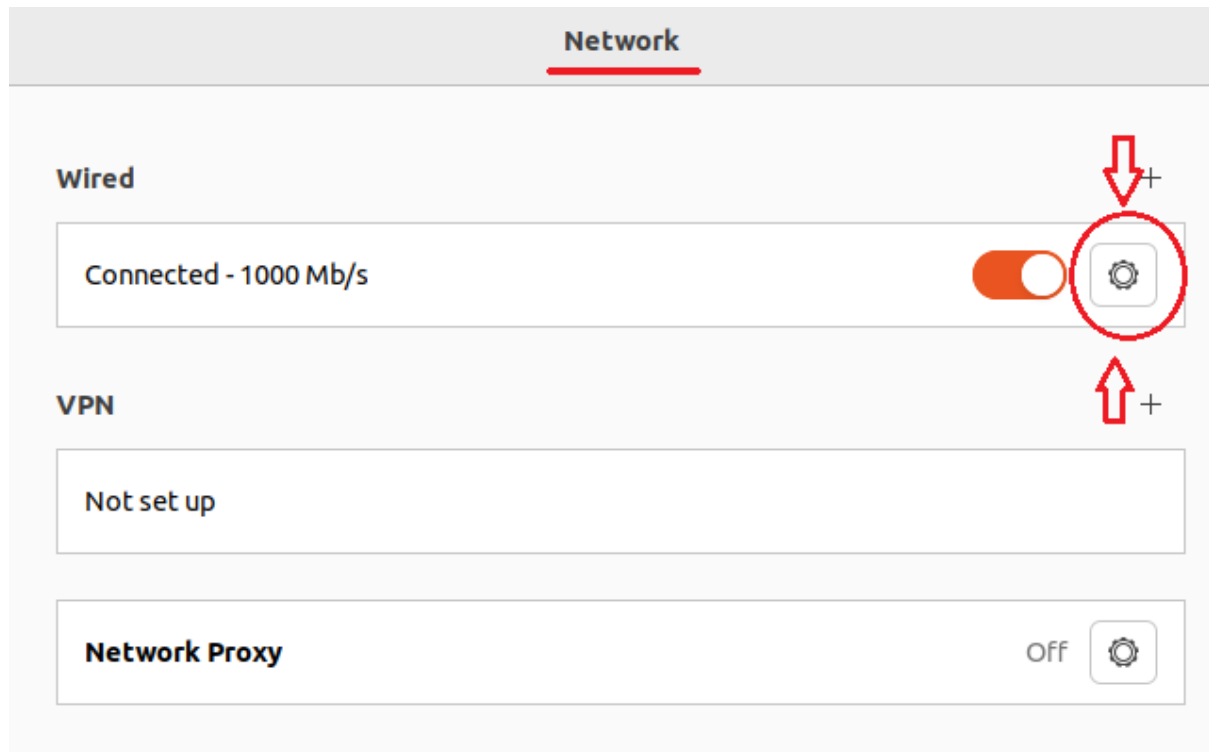 Network
Wired +
Connected - 1000 Mb/s
VPN +
Not set up
Network Proxy Off